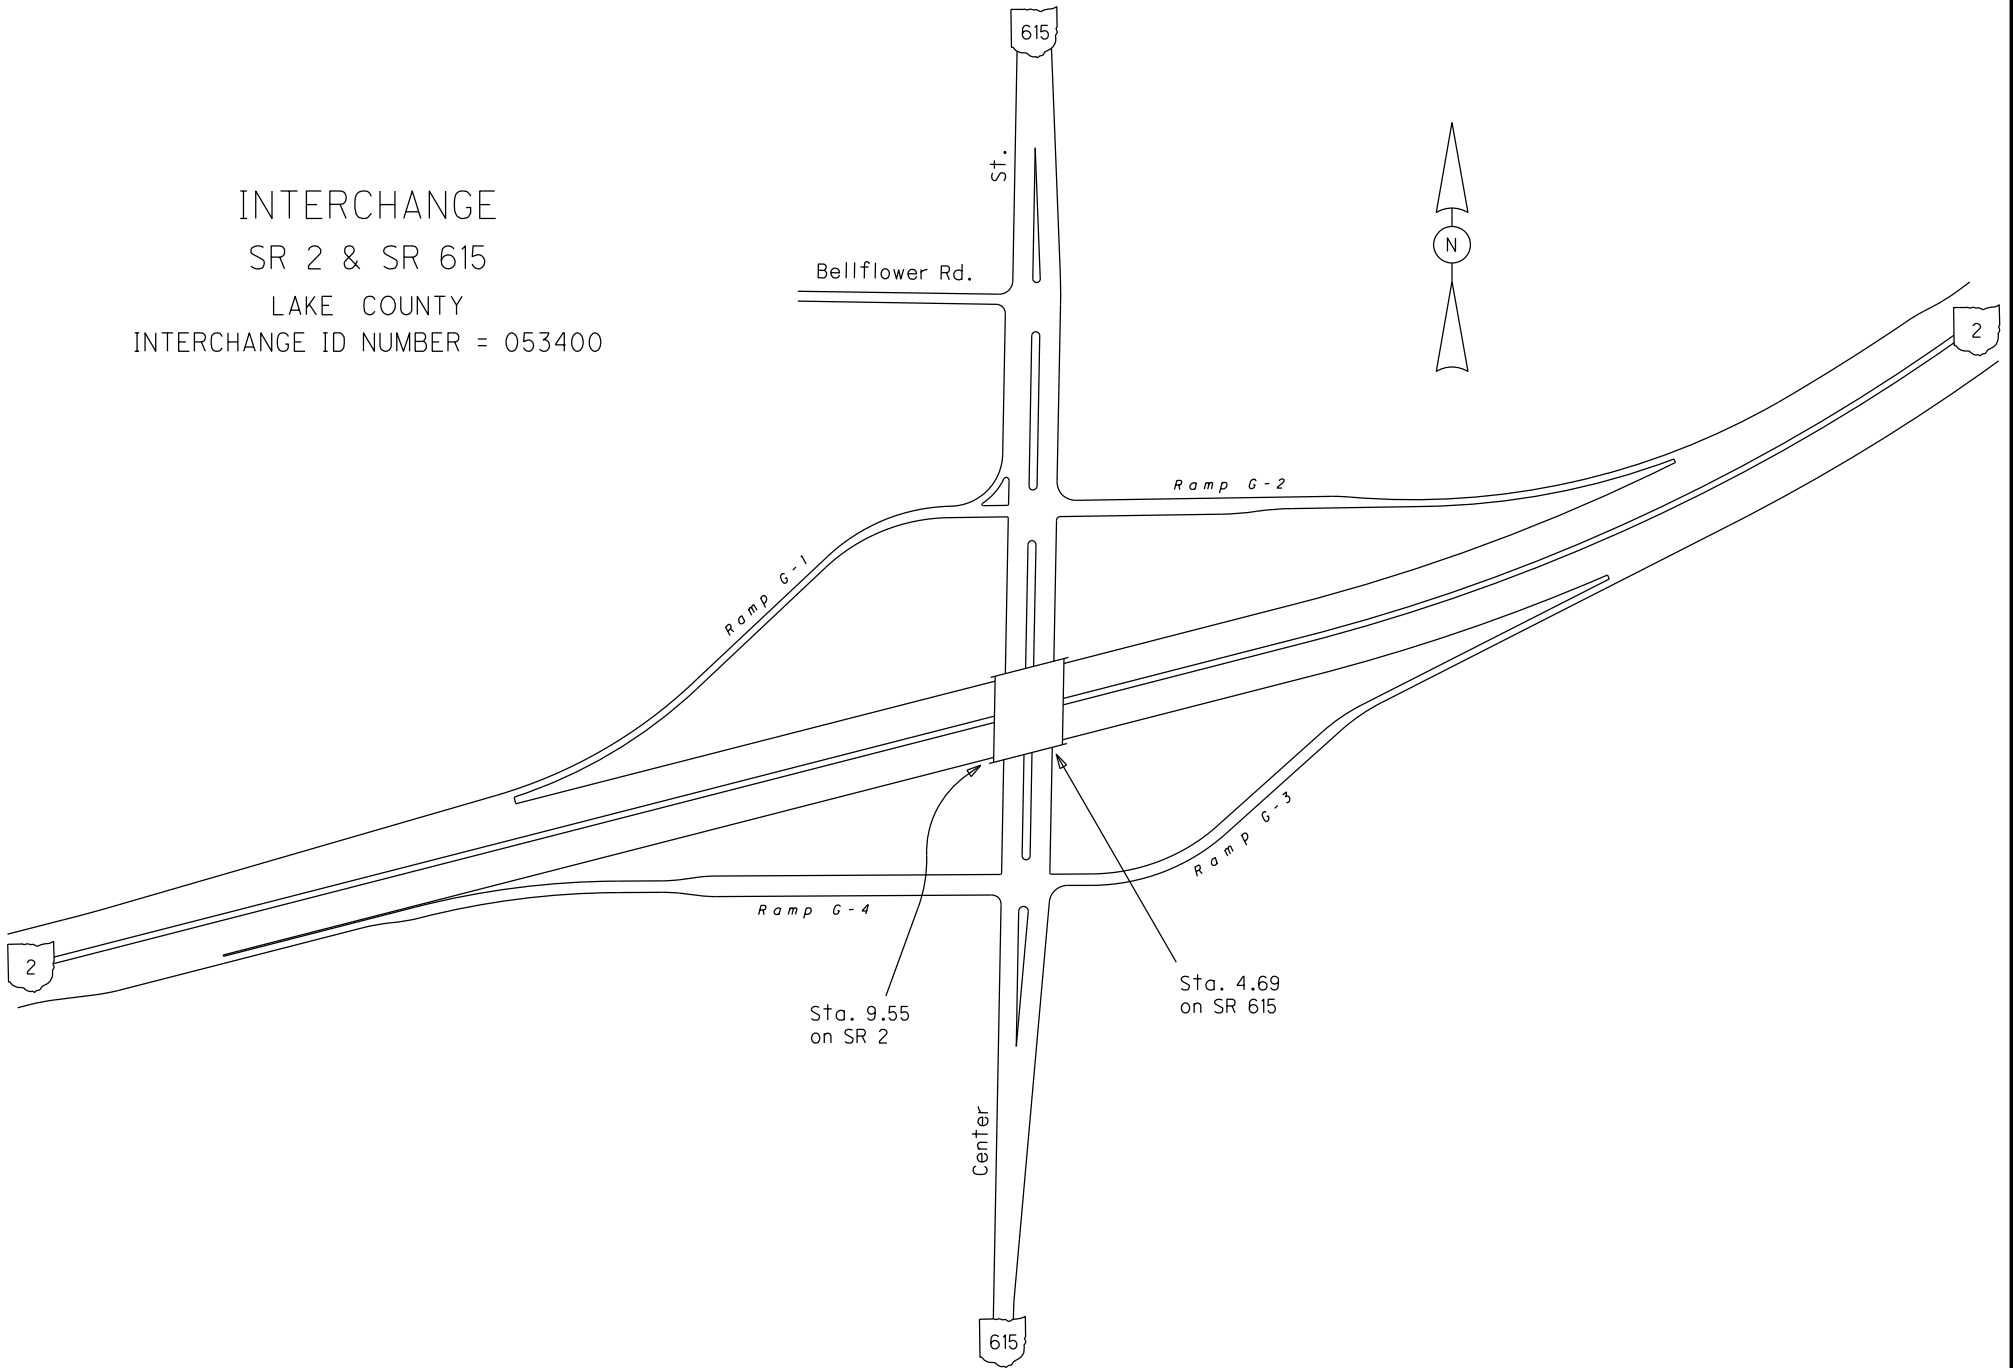 615
St.
INTERCHANGE
SR 2 & SR 615
LAKE COUNTY
INTERCHANGE ID NUMBER = 053400
Bellflower Rd.
N
2
Ramp G-2
Ramp G-1
Ramp G-3
Ramp G-4
2
Sta. 4.69
on SR 615
Sta. 9.55
on SR 2
Center
615